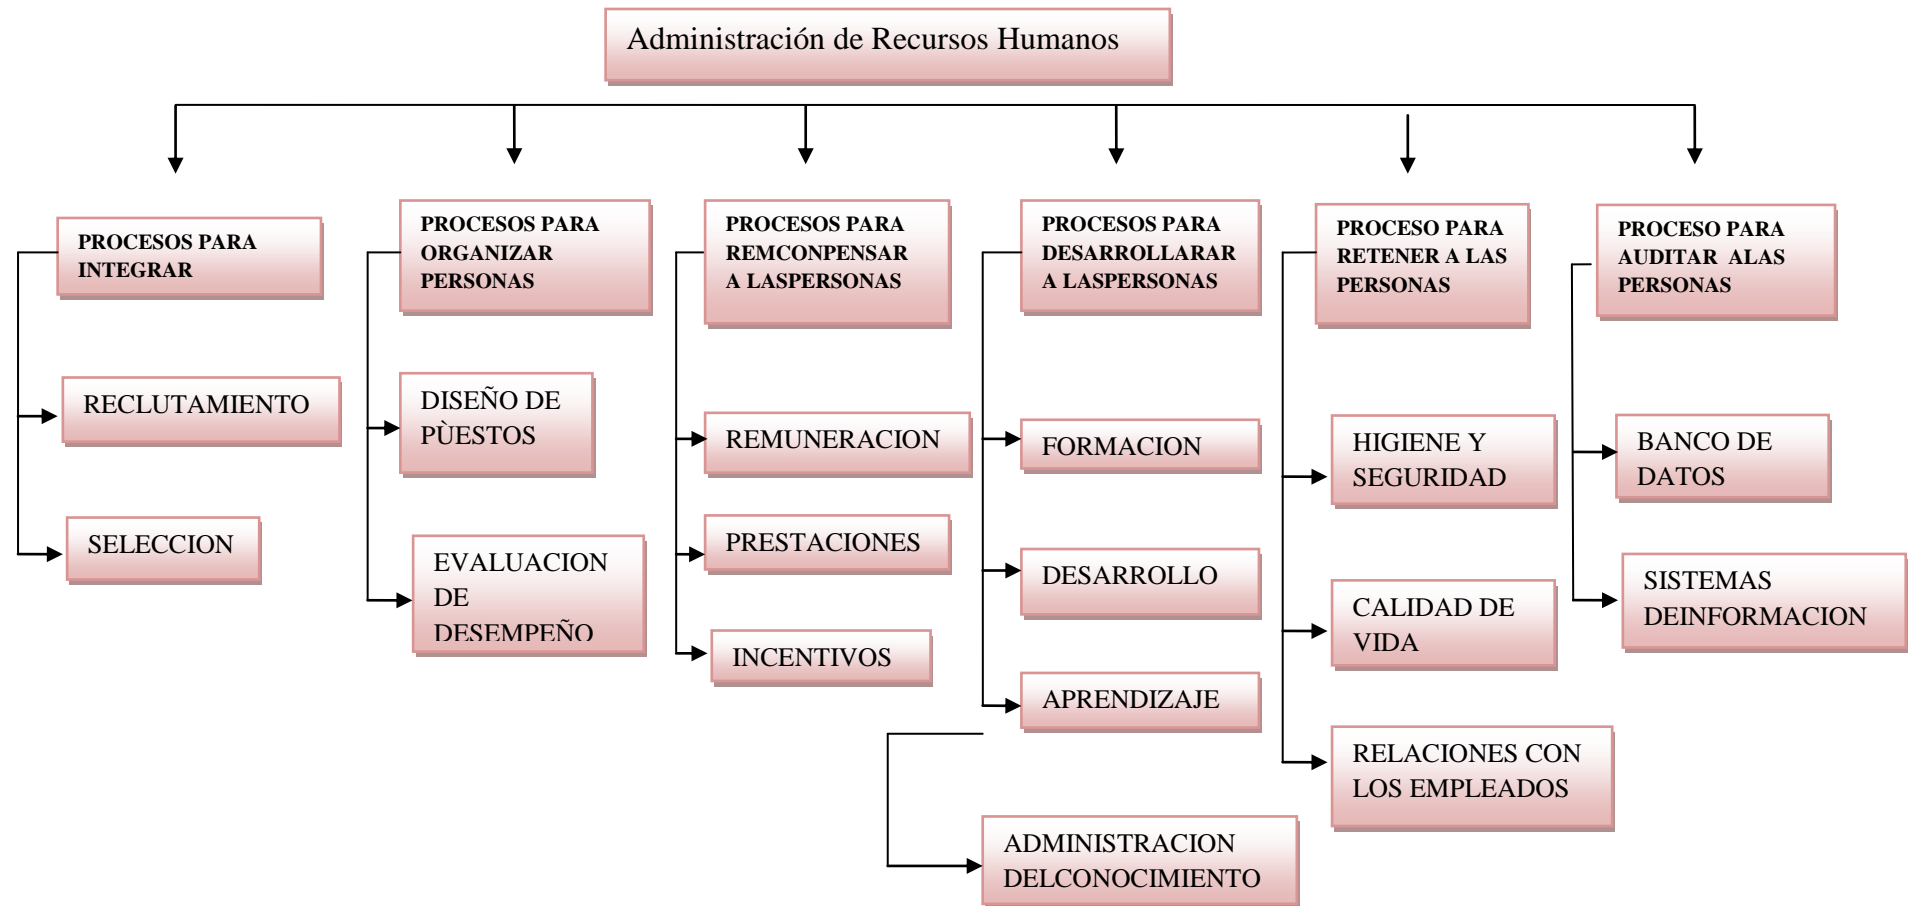 Administración de Recursos Humanos
PROCESOS PARA
INTEGRAR
RECLUTAMIENTO
SELECCION
PROCESOS PARA
ORGANIZAR
PERSONAS
DISEÑO DE
PÙESTOS
EVALUACION
DE
DESEMPEÑO
PROCESOS PARA
REMCONPENSAR
A LASPERSONAS
REMUNERACION
PRESTACIONES
INCENTIVOS
PROCESOS PARA
DESARROLLARAR
A LASPERSONAS
FORMACION
DESARROLLO
APRENDIZAJE
ADMINISTRACION
DELCONOCIMIENTO
PROCESO PARA
RETENER A LAS
PERSONAS
HIGIENE Y
SEGURIDAD
CALIDAD DE
VIDA
RELACIONES CON
LOS EMPLEADOS
PROCESO PARA
AUDITAR  ALAS
PERSONAS
BANCO DE
DATOS
SISTEMAS
DEINFORMACION